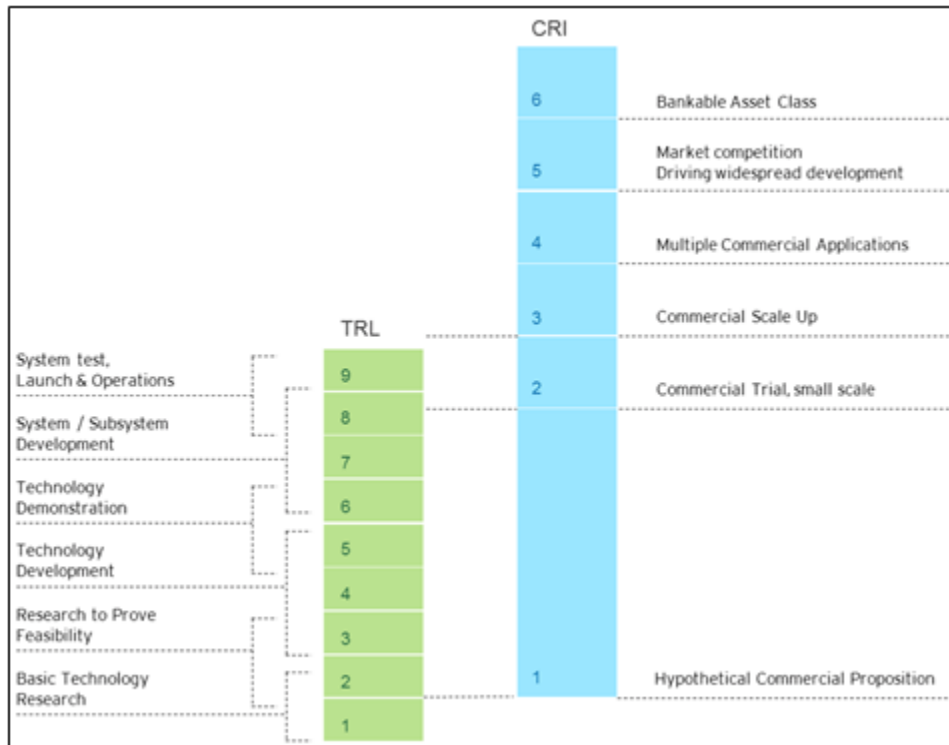 CRI
6
Bankable Asset Class
Market competition
5
Driving widespread development
4
Multiple Commercial Applications
3
Commercial Scale Up
TRL
System test,
Launch & Operations
9
2
Commercial Trial, small scale
8
System / Subsystem
Development
7
Technology
Demonstration
6
Technology
Development
5
4
Research to Prove
Feasibility
3
Basic Technology
Research
2
1
Hypothetical Commercial Proposition
1